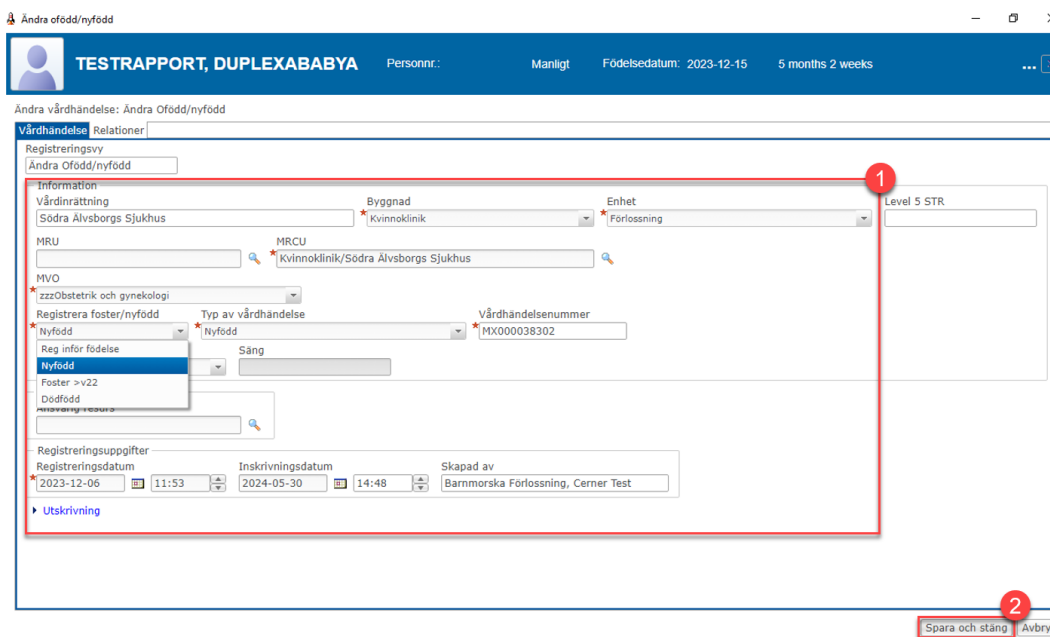 Ändra ofödd/nyfödd
TESTRAPPORT, DUPLEXABABYA Personnr.: Manligt Födelsedatum: 2023-12-15 5 months 2 weeks ...
Ändra vårdhändelse: Ändra Ofödd/nyfödd
Vårdhändelse Relationer
Registreringsvy
Ändra Ofödd/nyfödd
1
Information
Vårdinrättning Byggnad Enhet Level 5 STR
Södra Älvsborgs Sjukhus *Kvinnoklinik *Förlossning
MRU MRCU
*Kvinnoklinik/Södra Älvsborgs Sjukhus
MVO
*zzzObstetrik och gynekologi
Registrera foster/nyfödd Typ av vårdhändelse Vårdhändelsenummer
*Nyfödd *Nyfödd *MX000038302
Reg inför födelse Säng
Nyfödd
Foster >v22
Dödfödd
Ansvarig resurs
Registreringsuppgifter
Registreringsdatum Inskrivningsdatum Skapad av
*2023-12-06 11:53 2024-05-30 14:48 Barnmorska Förlossning, Cerner Test
Utskrivning
2
Spara och stäng Avbry